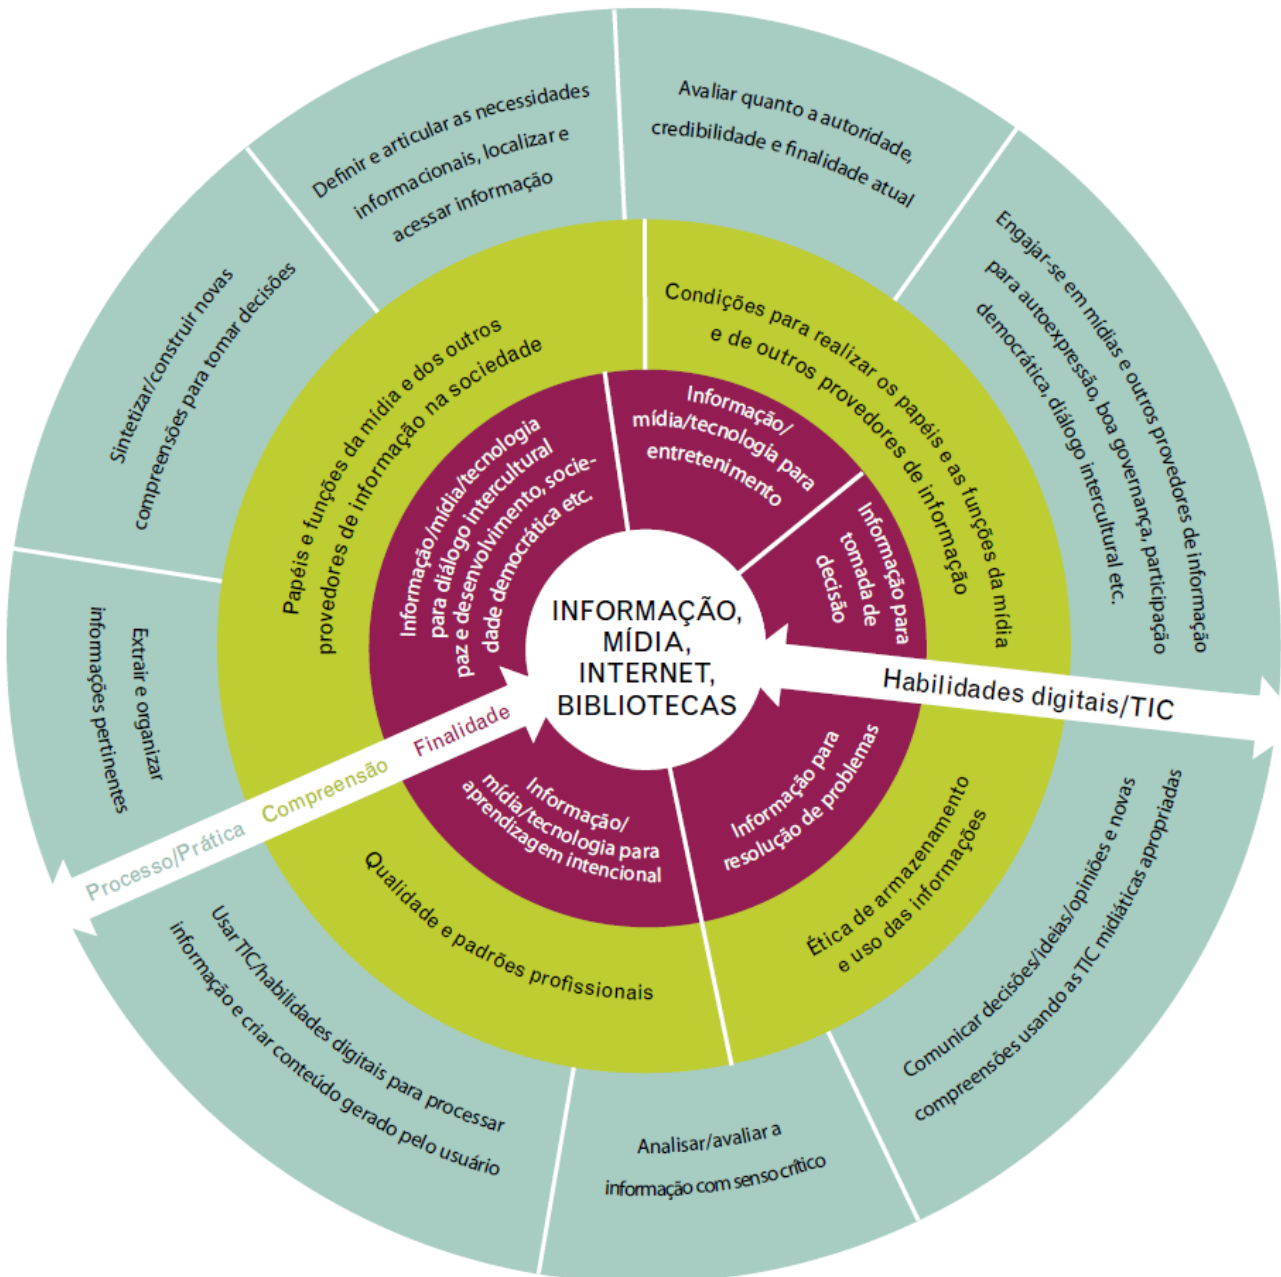 Definir e articular as necessidades
informacionais, localizar e
acessar informação
Avaliar quanto a autoridade,
credibilidade e finalidade atual
Engajar-se em mídias e outros provedores de informação
para autoexpressão, boa governança, participação
democrática, diálogo intercultural etc.
Comunicar decisões/ideias/opiniões e novas
compreensões usando as TIC midiáticas apropriadas
Analisar/avaliar a
informação com senso crítico
Usar TIC/habilidades digitais para processar
informação e criar conteúdo gerado pelo usuário
Extrair e organizar
informações pertinentes
Sintetizar/construir novas
compreensões para tomar decisões
Papéis e funções da mídia e dos outros
provedores de informação na sociedade
Condições para realizar os papéis e as funções da mídia
e de outros provedores de informação
Ética de armazenamento
e uso das informações
Qualidade e padrões profissionais
Informação/mídia/tecnologia
para diálogo intercultural
paz e desenvolvimento, socie-
dade democrática etc.
Informação/
mídia/tecnologia para
entretenimento
Informação para
tomada de
decisão
Informação para
resolução de problemas
Informação/
mídia/tecnologia para
aprendizagem intencional
INFORMAÇÃO,
MÍDIA,
INTERNET,
BIBLIOTECAS
Habilidades digitais/TIC
Processo/Prática Compreensão Finalidade